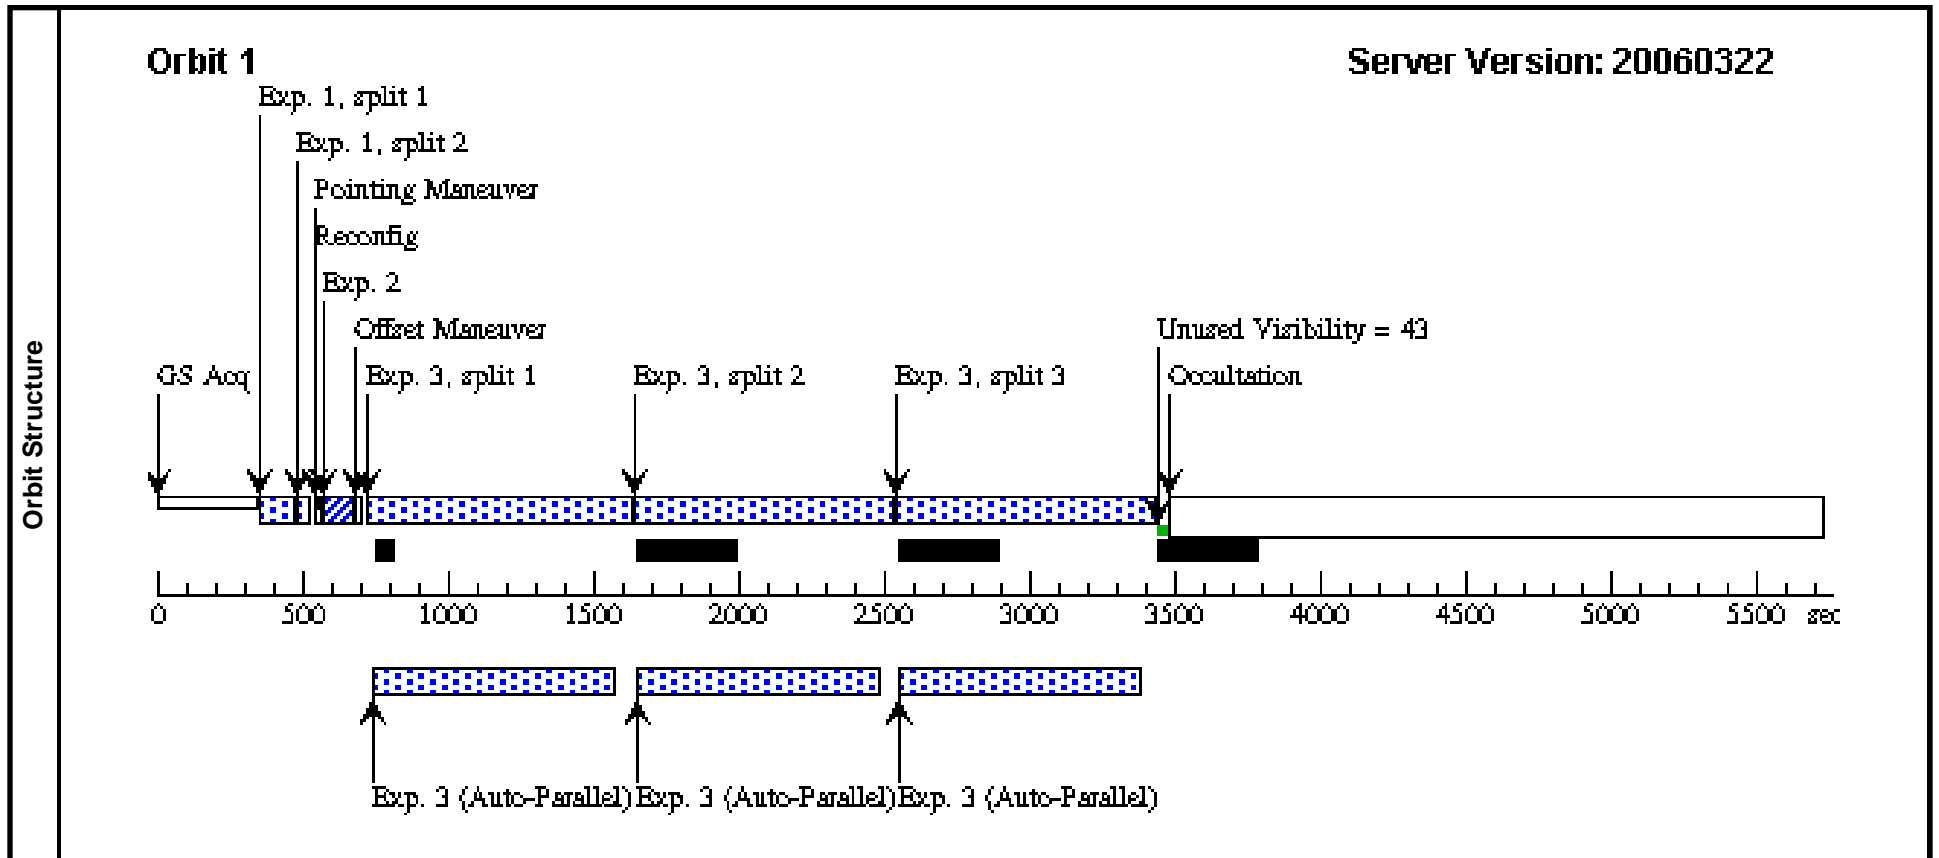 Orbit 1
Server Version: 20060322
Exp. 1, split 1
Exp. 1, split 2
Pointing Maneuver
Reconfig
Exp. 2
Offset Maneuver
Unused Visibility = 43
GS Acq
Exp. 3, split 1
Exp. 3, split 2
Exp. 3, split 3
Occultation
Orbit Structure
0 500 1000 1500 2000 2500 3000 3500 4000 4500 5000 5500 sec
Exp. 3 (Auto-Parallel) Exp. 3 (Auto-Parallel) Exp. 3 (Auto-Parallel)